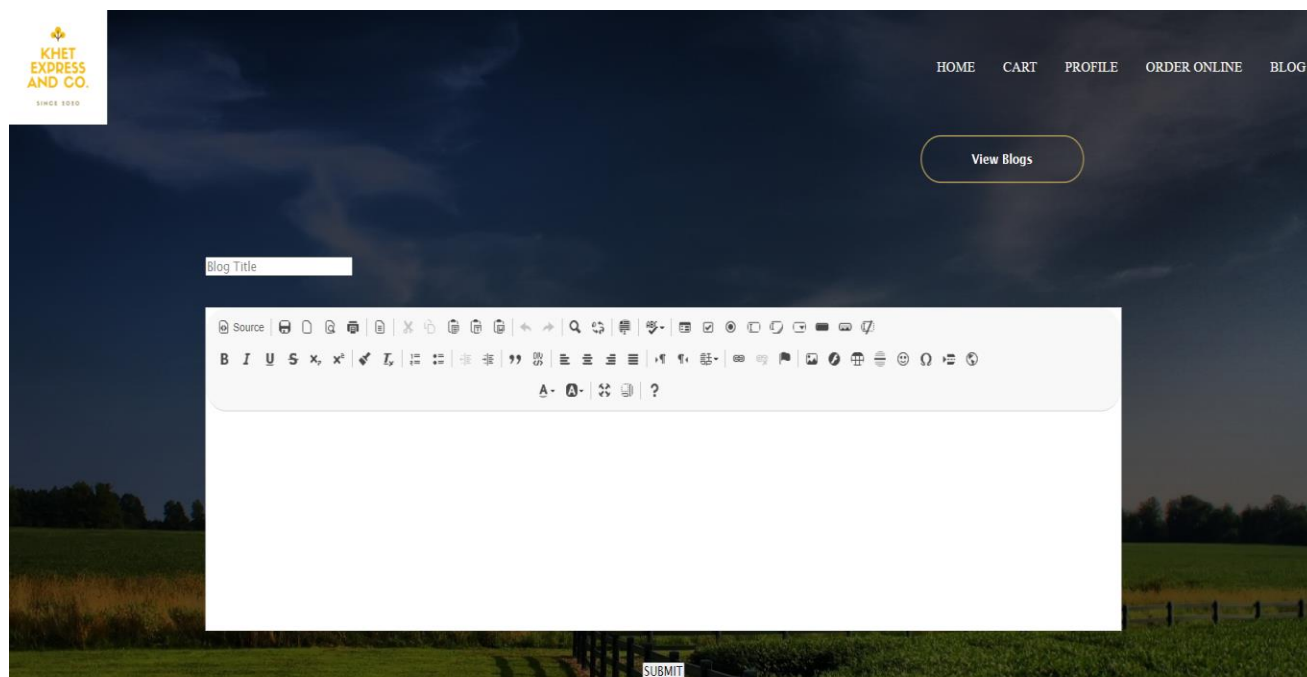 KHET
EXPRESS
AND CO.
SINCE 2020
HOME CART PROFILE ORDER ONLINE BLOG
View Blogs
Blog Title
Source
SUBMIT